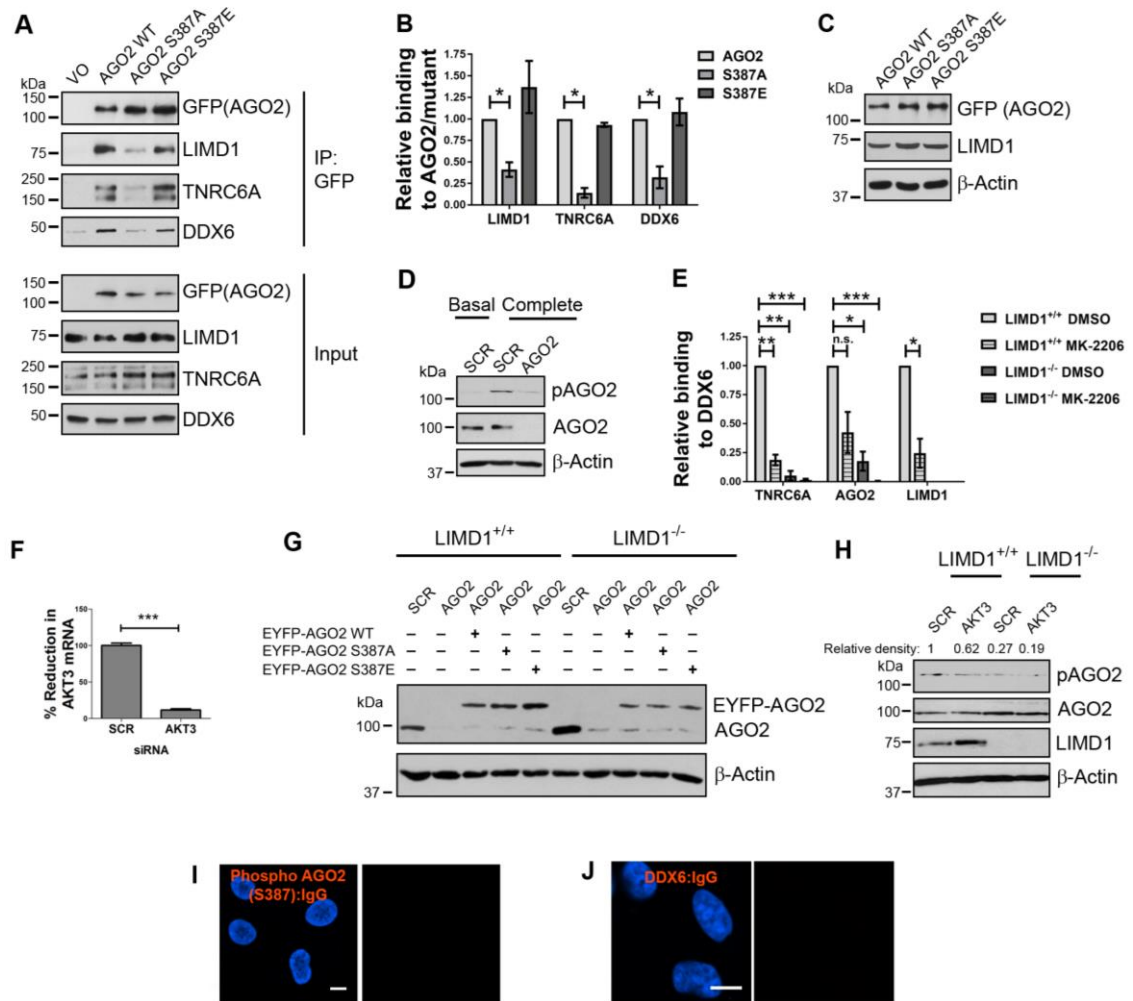 A
VO
AGO2 WT
AGO2 S387A
AGO2 S387E
kDa
150
100
GFP(AGO2)
75
LIMD1
250
150
TNRC6A
50
DDX6
IP:
GFP
150
100
GFP(AGO2)
75
LIMD1
250
150
TNRC6A
50
DDX6
Input
B
Relative binding
to AGO2/mutant
1.75
1.50
1.25
1.00
0.75
0.50
0.25
0.00
* * *
LIMD1 TNRC6A DDX6
AGO2
S387A
S387E
C
AGO2 WT
AGO2 S387A
AGO2 S387E
kDa
100
GFP (AGO2)
75
LIMD1
37
β-Actin
D
Basal Complete
SCR SCR AGO2
kDa
100
pAGO2
100
AGO2
37
β-Actin
E
Relative binding
to DDX6
1.25
1.00
0.75
0.50
0.25
0.00
*** ***
** *
** n.s. *
TNRC6A AGO2 LIMD1
LIMD1+/+ DMSO
LIMD1+/+ MK-2206
LIMD1-/- DMSO
LIMD1-/- MK-2206
F
% Reduction in
AKT3 mRNA
150
100
50
0
***
SCR AKT3
siRNA
G
LIMD1+/+ LIMD1-/-
SCR AGO2 AGO2 AGO2 AGO2 SCR AGO2 AGO2 AGO2 AGO2
EYFP-AGO2 WT – – + – – – – + – –
EYFP-AGO2 S387A – – – + – – – – + –
EYFP-AGO2 S387E – – – – + – – – – +
kDa
EYFP-AGO2
100
AGO2
37
β-Actin
H
LIMD1+/+ LIMD1-/-
SCR AKT3 SCR AKT3
Relative density: 1 0.62 0.27 0.19
kDa
100
pAGO2
100
AGO2
75
LIMD1
37
β-Actin
I
Phospho AGO2
(S387):IgG
J
DDX6:IgG